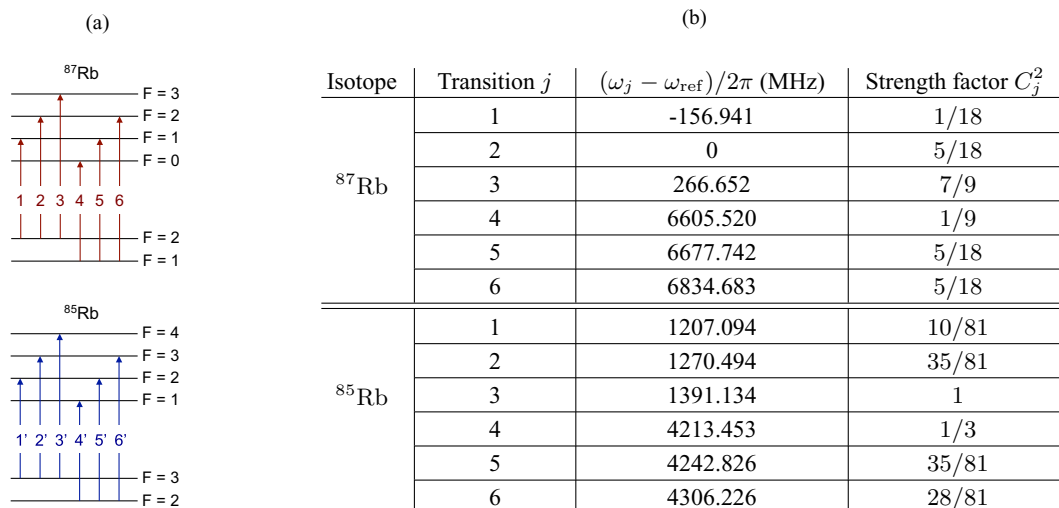 (a)
⁸⁷Rb
F = 3
F = 2
F = 1
F = 0
1 2 3 4 5 6
F = 2
F = 1
⁸⁵Rb
F = 4
F = 3
F = 2
F = 1
1' 2' 3' 4' 5' 6'
F = 3
F = 2
(b)
Isotope Transition j (ω_j − ω_ref)/2π (MHz) Strength factor C_j²
⁸⁷Rb
1 -156.941 1/18
2 0 5/18
3 266.652 7/9
4 6605.520 1/9
5 6677.742 5/18
6 6834.683 5/18
⁸⁵Rb
1 1207.094 10/81
2 1270.494 35/81
3 1391.134 1
4 4213.453 1/3
5 4242.826 35/81
6 4306.226 28/81